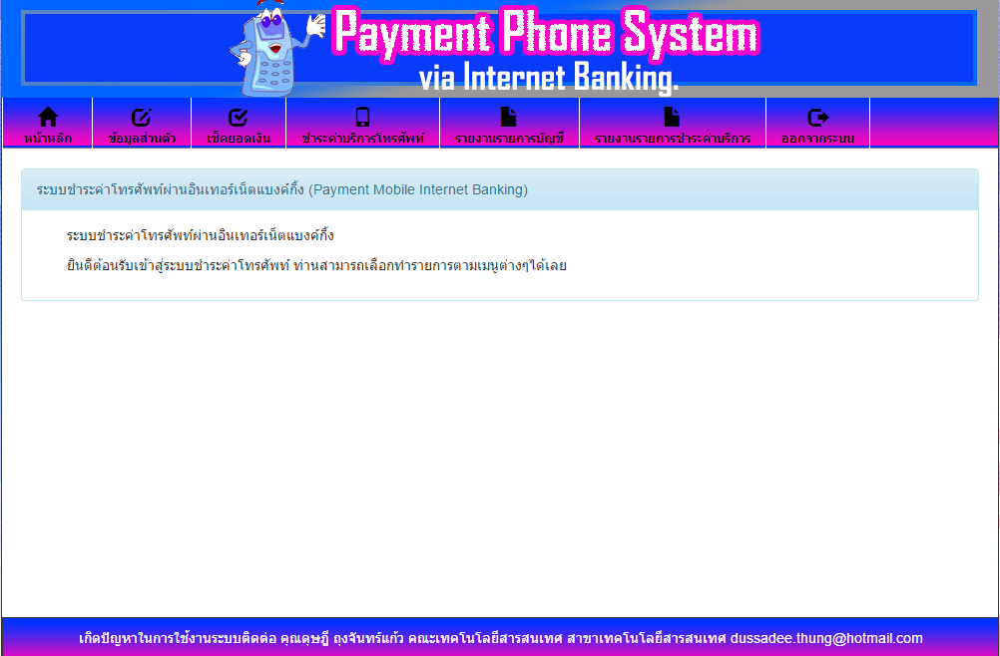 Payment Phone System
via Internet Banking.
หน้าหลัก
ข้อมูลส่วนตัว
เช็คยอดเงิน
ชำระค่าบริการโทรศัพท์
รายงานรายการบัญชี
รายงานรายการชำระค่าบริการ
ออกจากระบบ
ระบบชำระค่าโทรศัพท์ผ่านอินเทอร์เน็ตแบงค์กิ้ง (Payment Mobile Internet Banking)
ระบบชำระค่าโทรศัพท์ผ่านอินเทอร์เน็ตแบงค์กิ้ง
ยินดีต้อนรับเข้าสู่ระบบชำระค่าโทรศัพท์ ท่านสามารถเลือกทำรายการตามเมนูต่างๆได้เลย
เกิดปัญหาในการใช้งานระบบติดต่อ คุณดุษฎี ถุงจันทร์แก้ว คณะเทคโนโลยีสารสนเทศ สาขาเทคโนโลยีสารสนเทศ dussadee.thung@hotmail.com